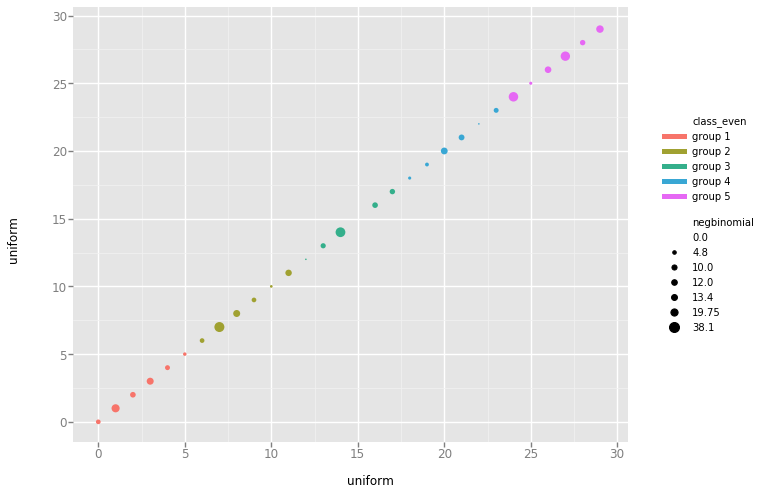 30
25
20
15
10
5
0
uniform
0
5
10
15
20
25
30
uniform
class_even
group 1
group 2
group 3
group 4
group 5
negbinomial
0.0
4.8
10.0
12.0
13.4
19.75
38.1